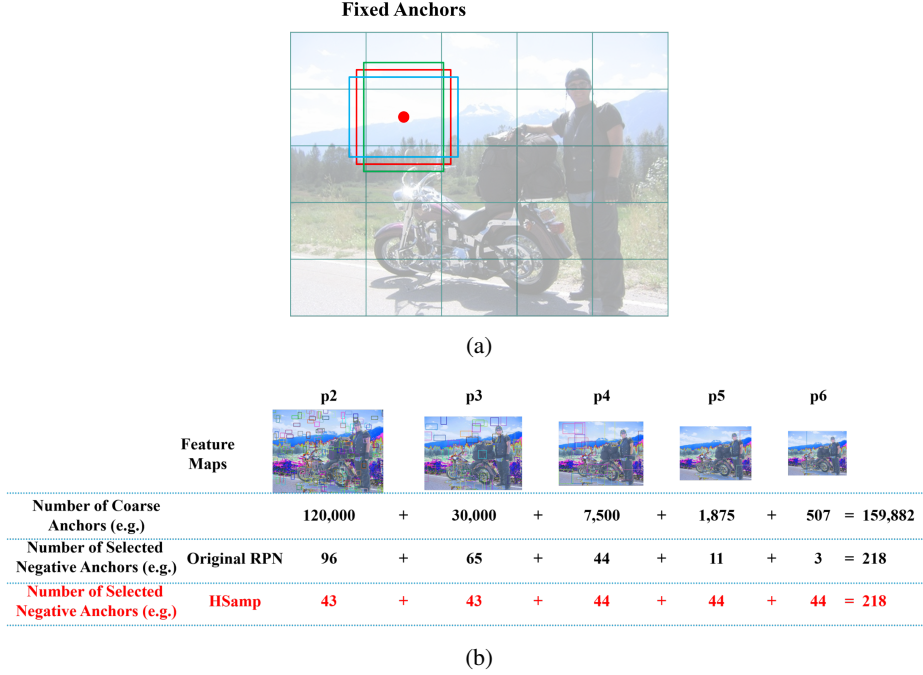 Fixed Anchors
(a)
p2 p3 p4 p5 p6
Feature
Maps
Number of Coarse
Anchors (e.g.)
120,000 + 30,000 + 7,500 + 1,875 + 507 = 159,882
Number of Selected
Negative Anchors (e.g.)
Original RPN 96 + 65 + 44 + 11 + 3 = 218
Number of Selected
Negative Anchors (e.g.)
HSamp 43 + 43 + 44 + 44 + 44 = 218
(b)